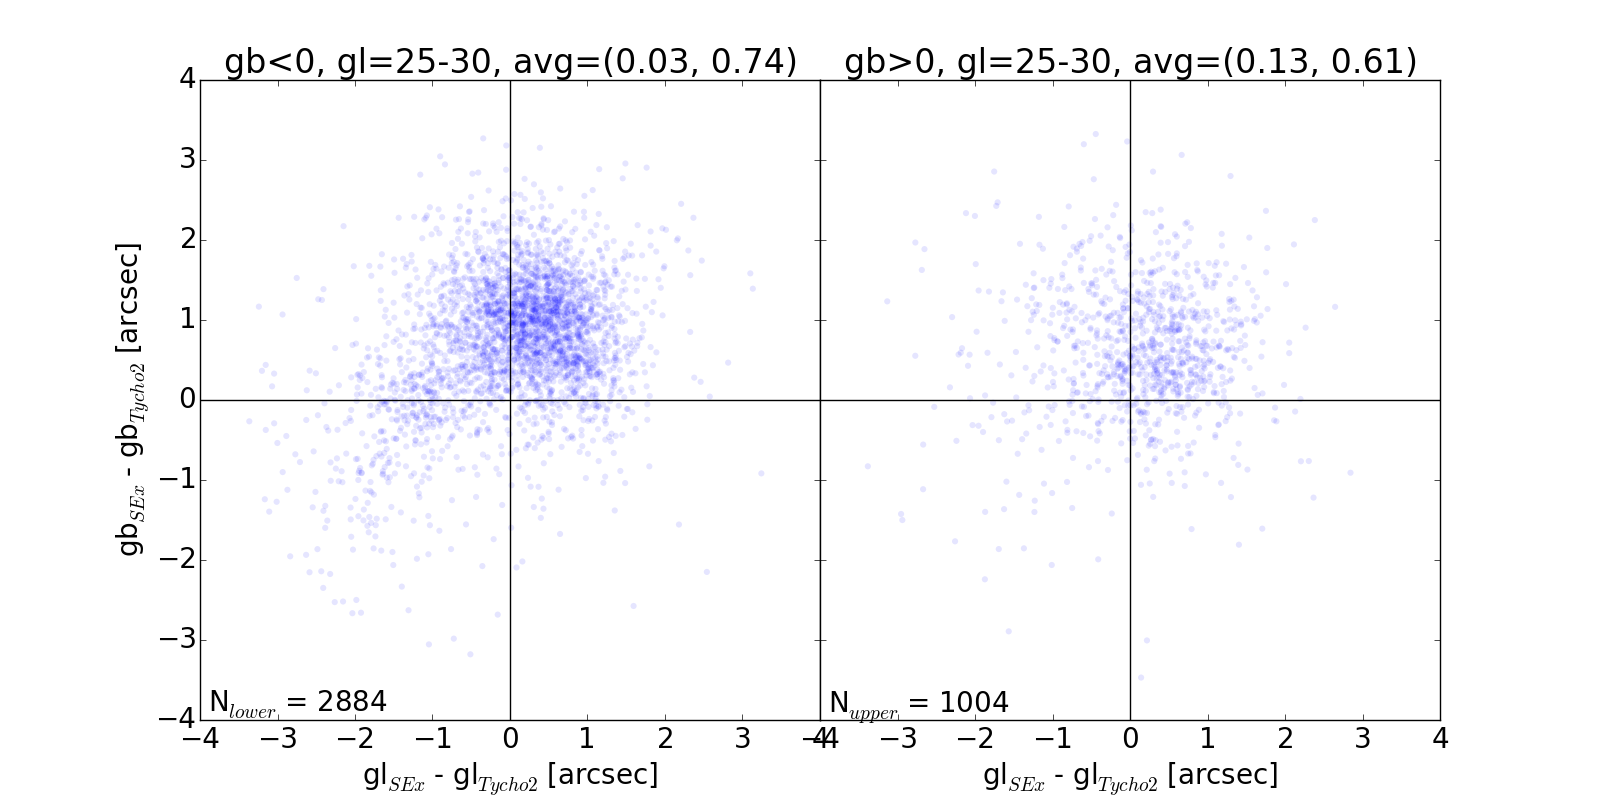 gb<0, gl=25-30, avg=(0.03, 0.74)
gb>0, gl=25-30, avg=(0.13, 0.61)
4
3
2
1
0
−1
−2
−3
−4
gb_SEx - gb_Tycho2 [arcsec]
N_lower = 2884
N_upper = 1004
−4 −3 −2 −1 0 1 2 3 4
−4 −3 −2 −1 0 1 2 3 4
gl_SEx - gl_Tycho2 [arcsec]
gl_SEx - gl_Tycho2 [arcsec]